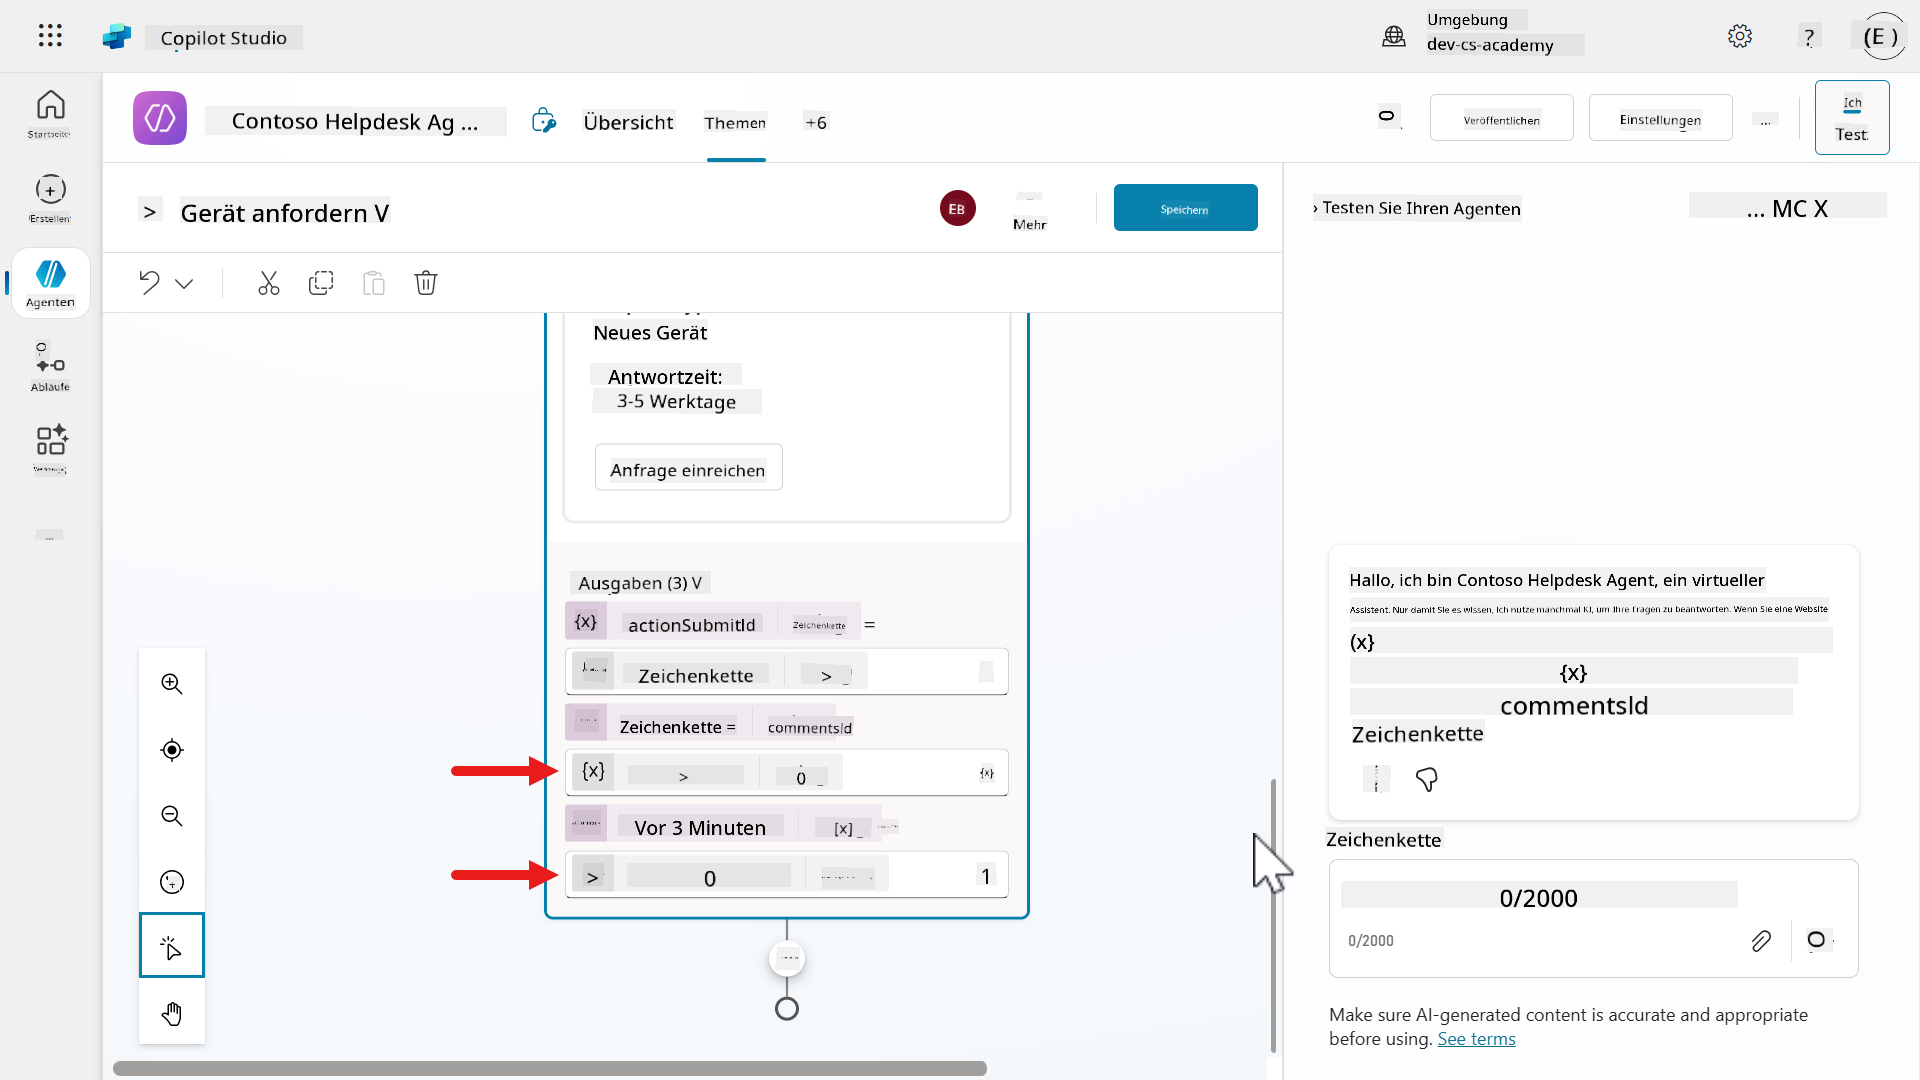 Copilot Studio
Umgebung
dev-cs-academy
?
(E )
Startseite
Erstellen
Agenten
Abläufe
Contoso Helpdesk Ag ...
Übersicht
Themen
+6
Veröffentlichen
Einstellungen
...
Ich
Test
> Gerät anfordern V
EB
Mehr
Speichern
Neues Gerät
Antwortzeit:
3-5 Werktage
Anfrage einreichen
Ausgaben (3) V
{x} actionSubmitId Zeichenkette =
Zeichenkette >
Zeichenkette = commentsId
{x} > 0 {x}
Vor 3 Minuten [x]
> 0 1
› Testen Sie Ihren Agenten
... MC X
Hallo, ich bin Contoso Helpdesk Agent, ein virtueller
Assistent. Nur damit Sie es wissen, ich nutze manchmal KI, um Ihre Fragen zu beantworten. Wenn Sie eine Website
(x}
{x}
commentsId
Zeichenkette
Zeichenkette
0/2000
0/2000
Make sure AI-generated content is accurate and appropriate
before using. See terms